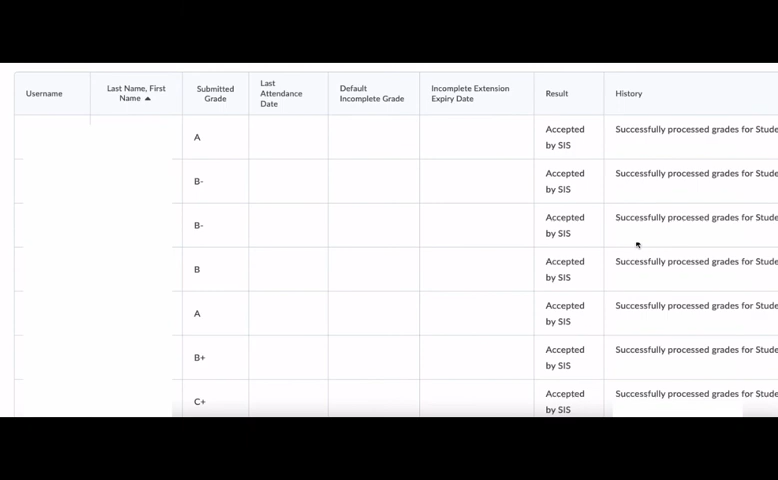 Username
Last Name, First
Name
Submitted
Grade
Last
Attendance
Date
Default
Incomplete Grade
Incomplete Extension
Expiry Date
Result
History
A
Accepted
by SIS
Successfully processed grades for Stude
B-
Accepted
by SIS
Successfully processed grades for Stude
B-
Accepted
by SIS
Successfully processed grades for Stude
B
Accepted
by SIS
Successfully processed grades for Stude
A
Accepted
by SIS
Successfully processed grades for Stude
B+
Accepted
by SIS
Successfully processed grades for Stude
C+
Accepted
by SIS
Successfully processed grades for Stude